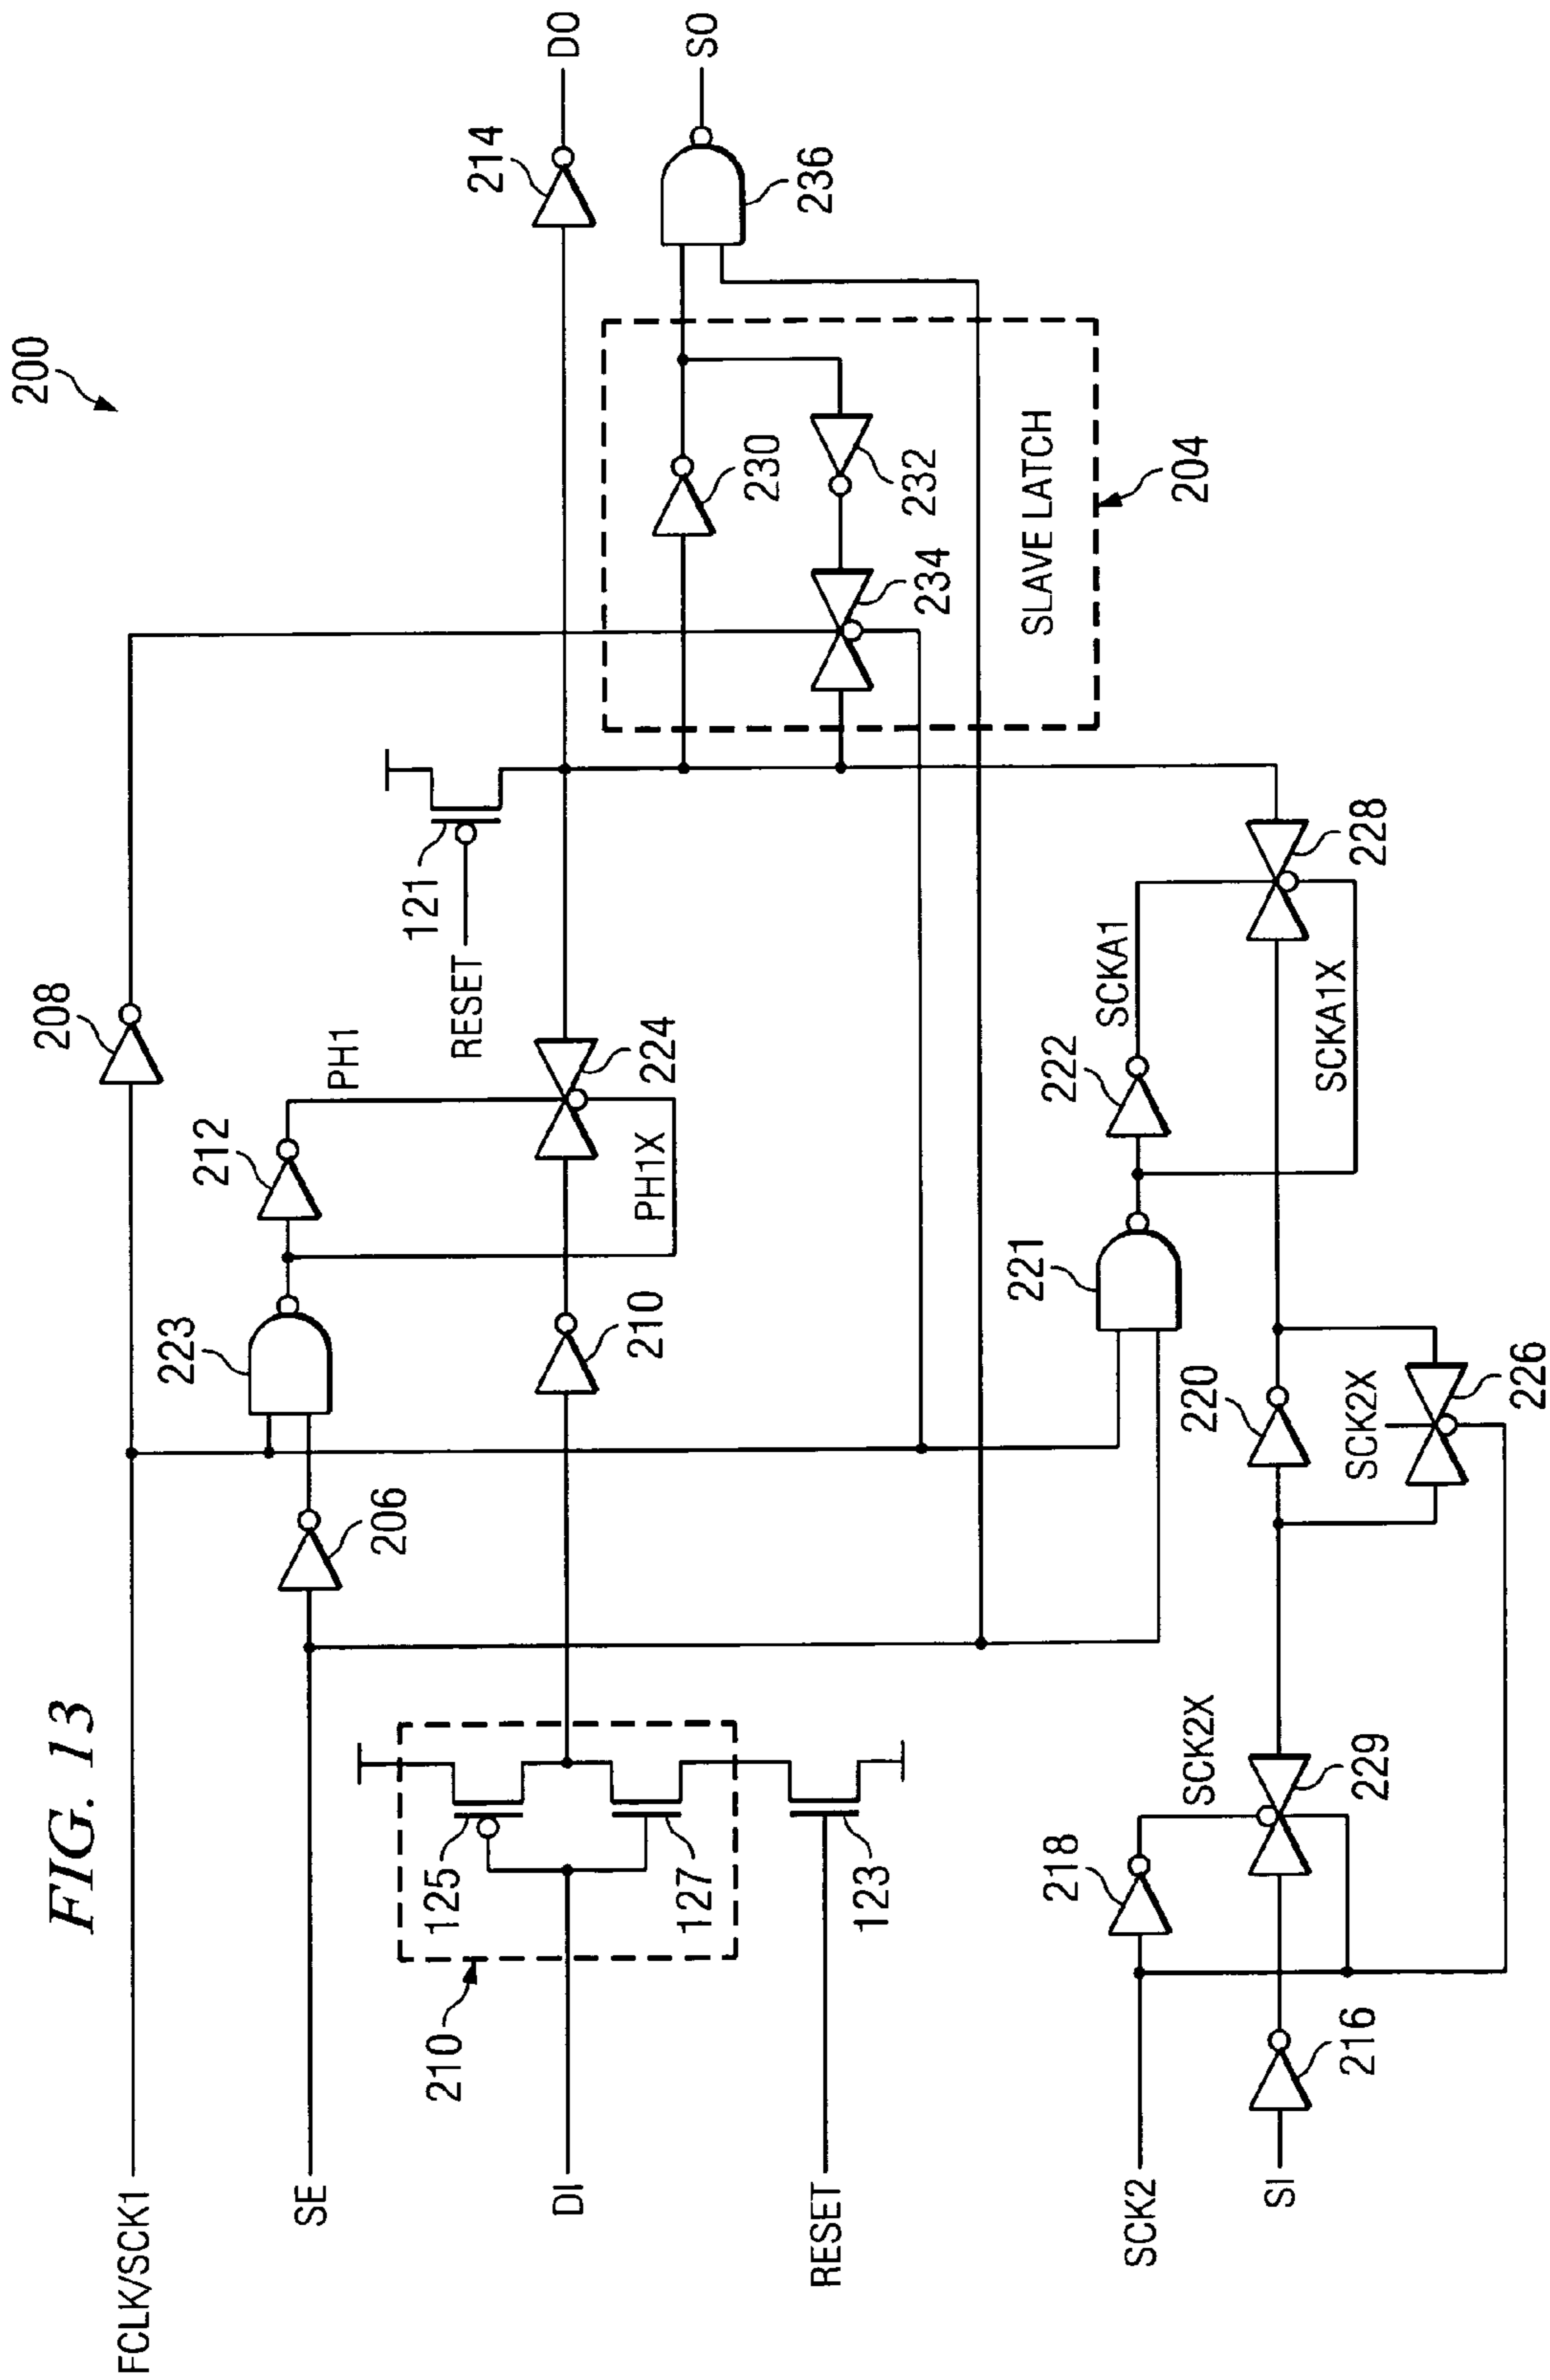 FIG. 13
200
FCLK/SCK1
208
SE
206
223
212
PH1
PH1X
224
DI
210
125
127
210
RESET
123
RESET
121
214
DO
236
SO
230
232
234
SLAVE LATCH
204
SCK2
218
SCK2X
229
SI
216
220
SCK2X
226
221
222
SCKA1
SCKA1X
228